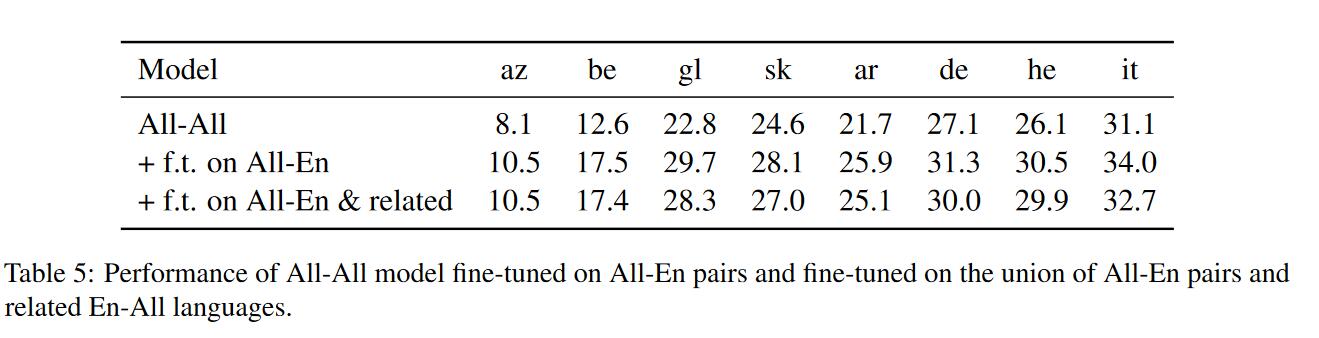 Model az be gl sk ar de he it
All-All 8.1 12.6 22.8 24.6 21.7 27.1 26.1 31.1
+ f.t. on All-En 10.5 17.5 29.7 28.1 25.9 31.3 30.5 34.0
+ f.t. on All-En & related 10.5 17.4 28.3 27.0 25.1 30.0 29.9 32.7
Table 5: Performance of All-All model fine-tuned on All-En pairs and fine-tuned on the union of All-En pairs and
related En-All languages.